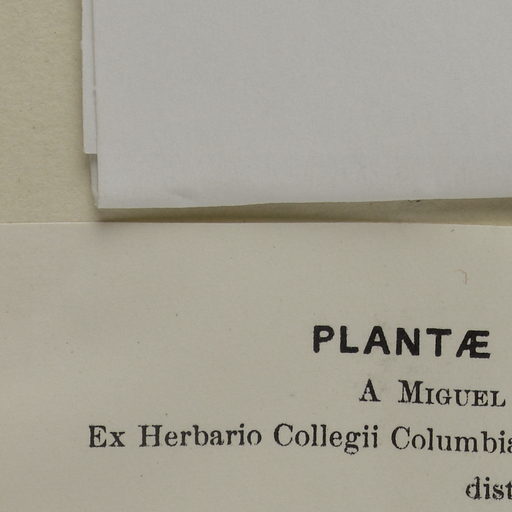 PLANTÆ
A MIGUEL
Ex Herbario Collegii Columbia
dist